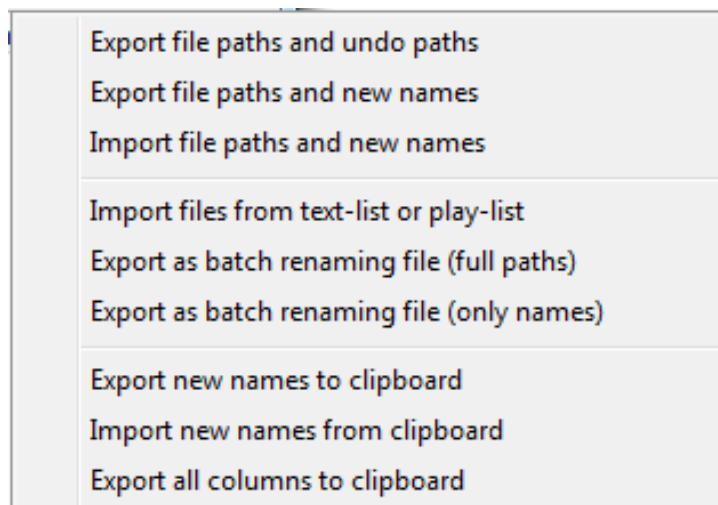 Export file paths and undo paths
Export file paths and new names
Import file paths and new names
Import files from text-list or play-list
Export as batch renaming file (full paths)
Export as batch renaming file (only names)
Export new names to clipboard
Import new names from clipboard
Export all columns to clipboard